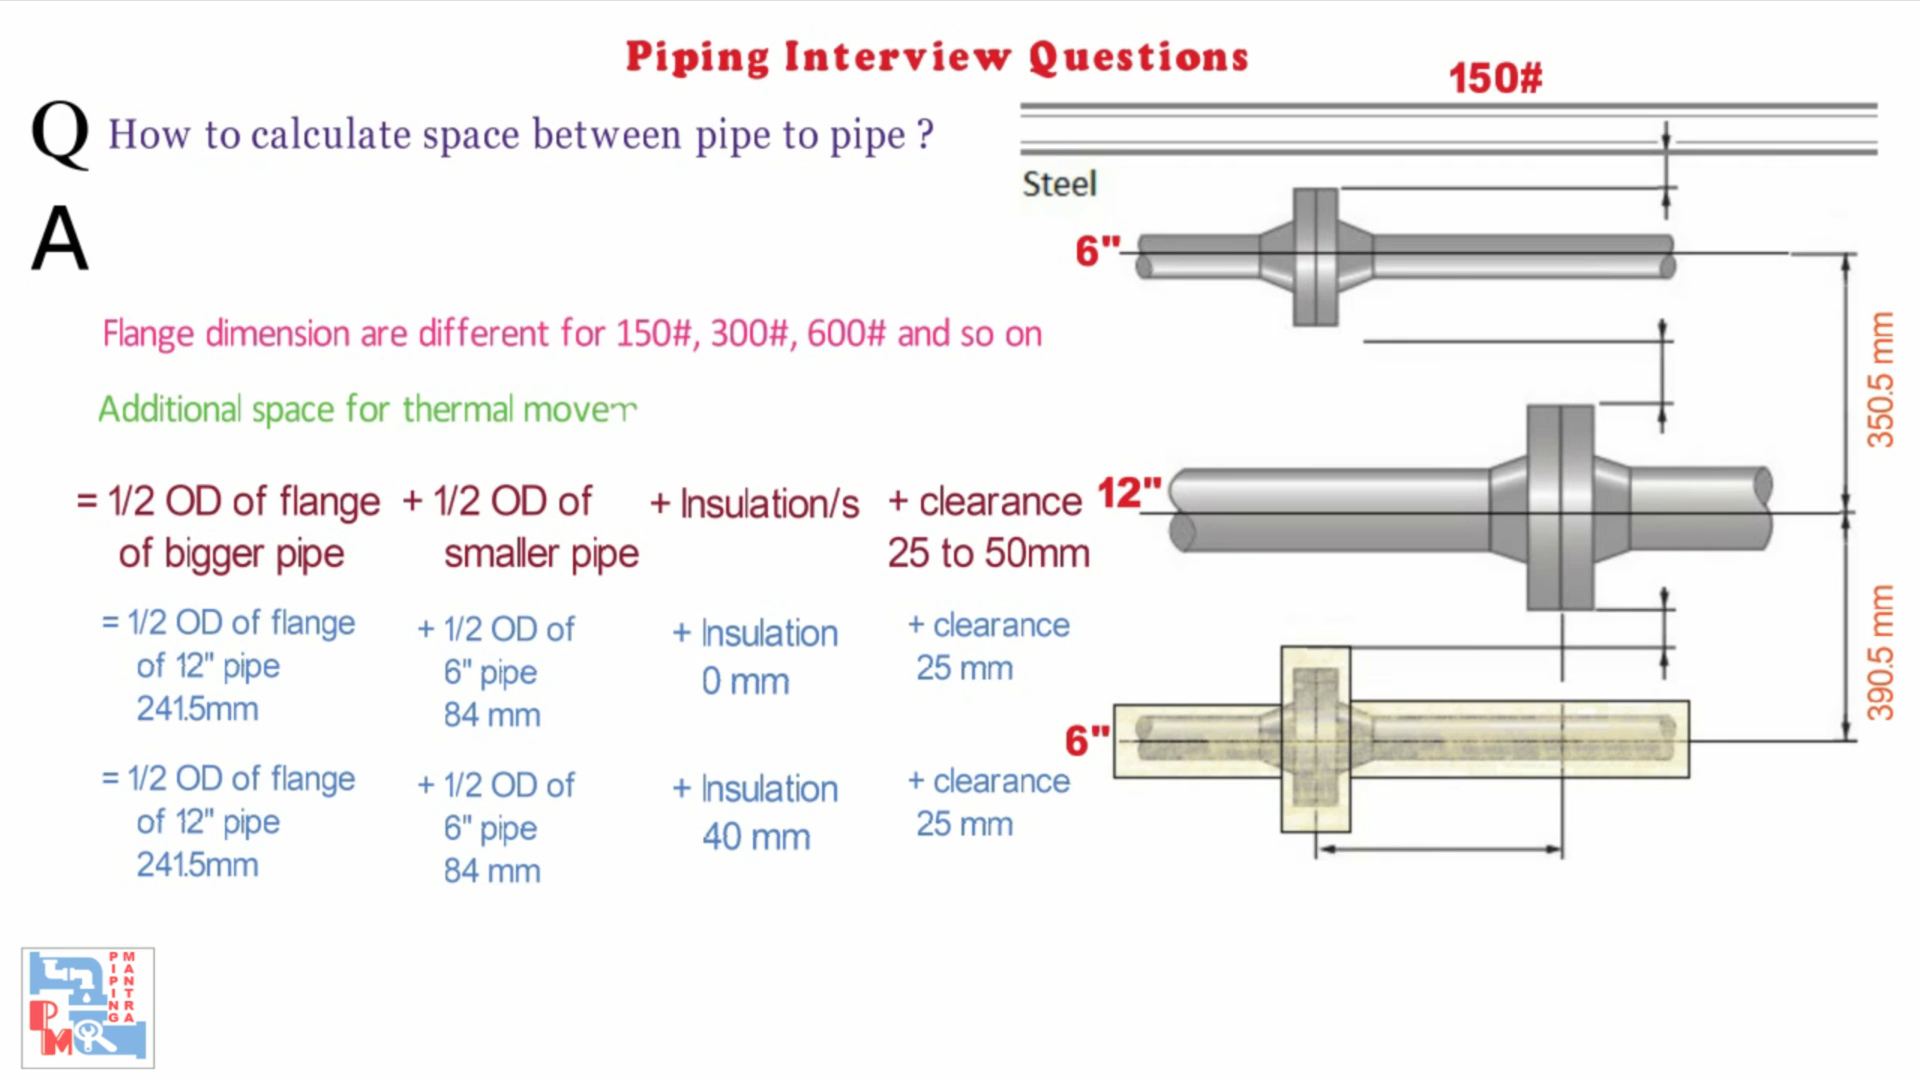 Piping Interview Questions
150#
Q How to calculate space between pipe to pipe ?
Steel
A
6"
Flange dimension are different for 150#, 300#, 600# and so on
350.5 mm
Additional space for thermal movem
= 1/2 OD of flange + 1/2 OD of + Insulation/s + clearance
of bigger pipe smaller pipe 25 to 50mm
12"
= 1/2 OD of flange + 1/2 OD of + Insulation + clearance
of 12" pipe 6" pipe 0 mm 25 mm
241.5mm 84 mm
390.5 mm
6"
= 1/2 OD of flange + 1/2 OD of + Insulation + clearance
of 12" pipe 6" pipe 40 mm 25 mm
241.5mm 84 mm
PIPING
MANTRA
PM